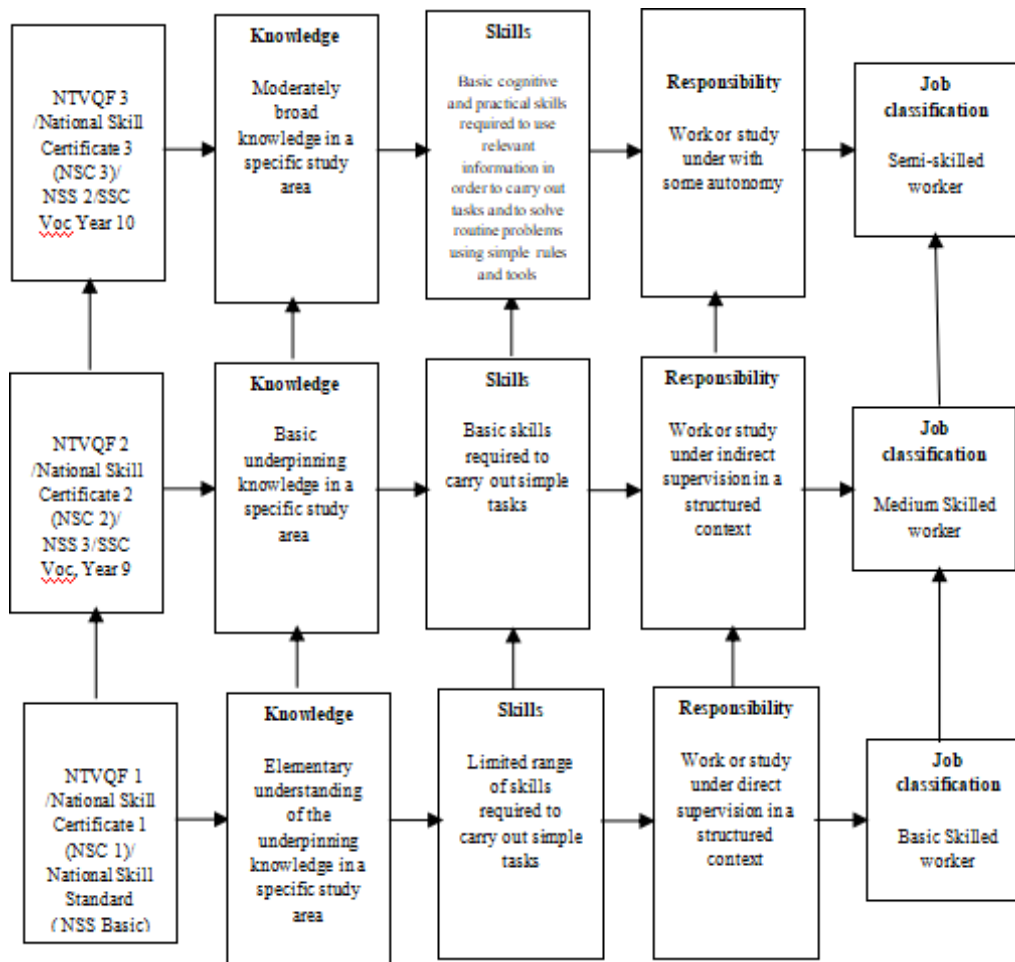 NTVQF 3
/National Skill
Certificate 3
(NSC 3)/
NSS 2/SSC
Voc Year 10
Knowledge
Moderately
broad
knowledge in a
specific study
area
Skills
Basic cognitive
and practical skills
required to use
relevant
information in
order to carry out
tasks and to solve
routine problems
using simple rules
and tools
Responsibility
Work or study
under with
some autonomy
Job
classification
Semi-skilled
worker
NTVQF 2
/National Skill
Certificate 2
(NSC 2)/
NSS 3/SSC
Voc, Year 9
Knowledge
Basic
underpinning
knowledge in a
specific study
area
Skills
Basic skills
required to
carry out simple
tasks
Responsibility
Work or study
under indirect
supervision in a
structured
context
Job
classification
Medium Skilled
worker
NTVQF 1
/National Skill
Certificate 1
(NSC 1)/
National Skill
Standard
( NSS Basic)
Knowledge
Elementary
understanding
of the
underpinning
knowledge in a
specific study
area
Skills
Limited range
of skills
required to
carry out simple
tasks
Responsibility
Work or study
under direct
supervision in a
structured
context
Job
classification
Basic Skilled
worker